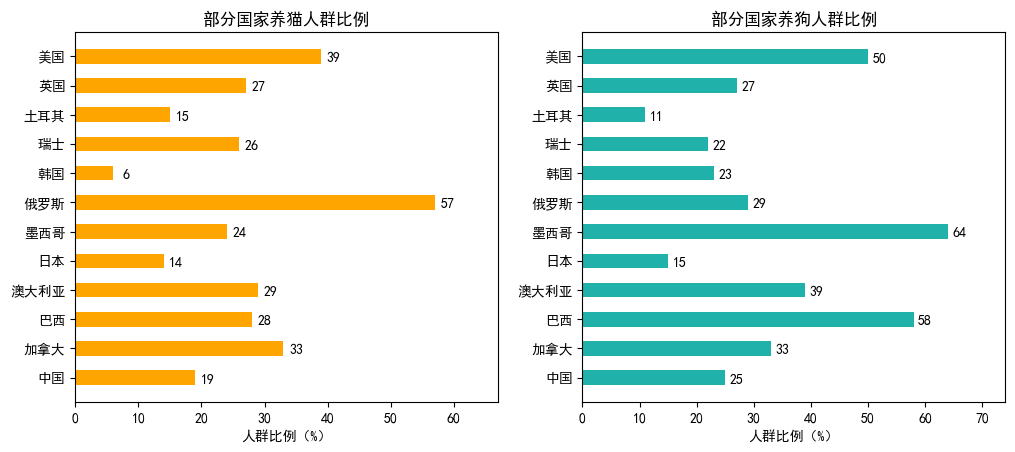 部分国家养猫人群比例
美国 39
英国 27
土耳其 15
瑞士 26
韩国 6
俄罗斯 57
墨西哥 24
日本 14
澳大利亚 29
巴西 28
加拿大 33
中国 19
0 10 20 30 40 50 60
人群比例（%）
部分国家养狗人群比例
美国 50
英国 27
土耳其 11
瑞士 22
韩国 23
俄罗斯 29
墨西哥 64
日本 15
澳大利亚 39
巴西 58
加拿大 33
中国 25
0 10 20 30 40 50 60 70
人群比例（%）